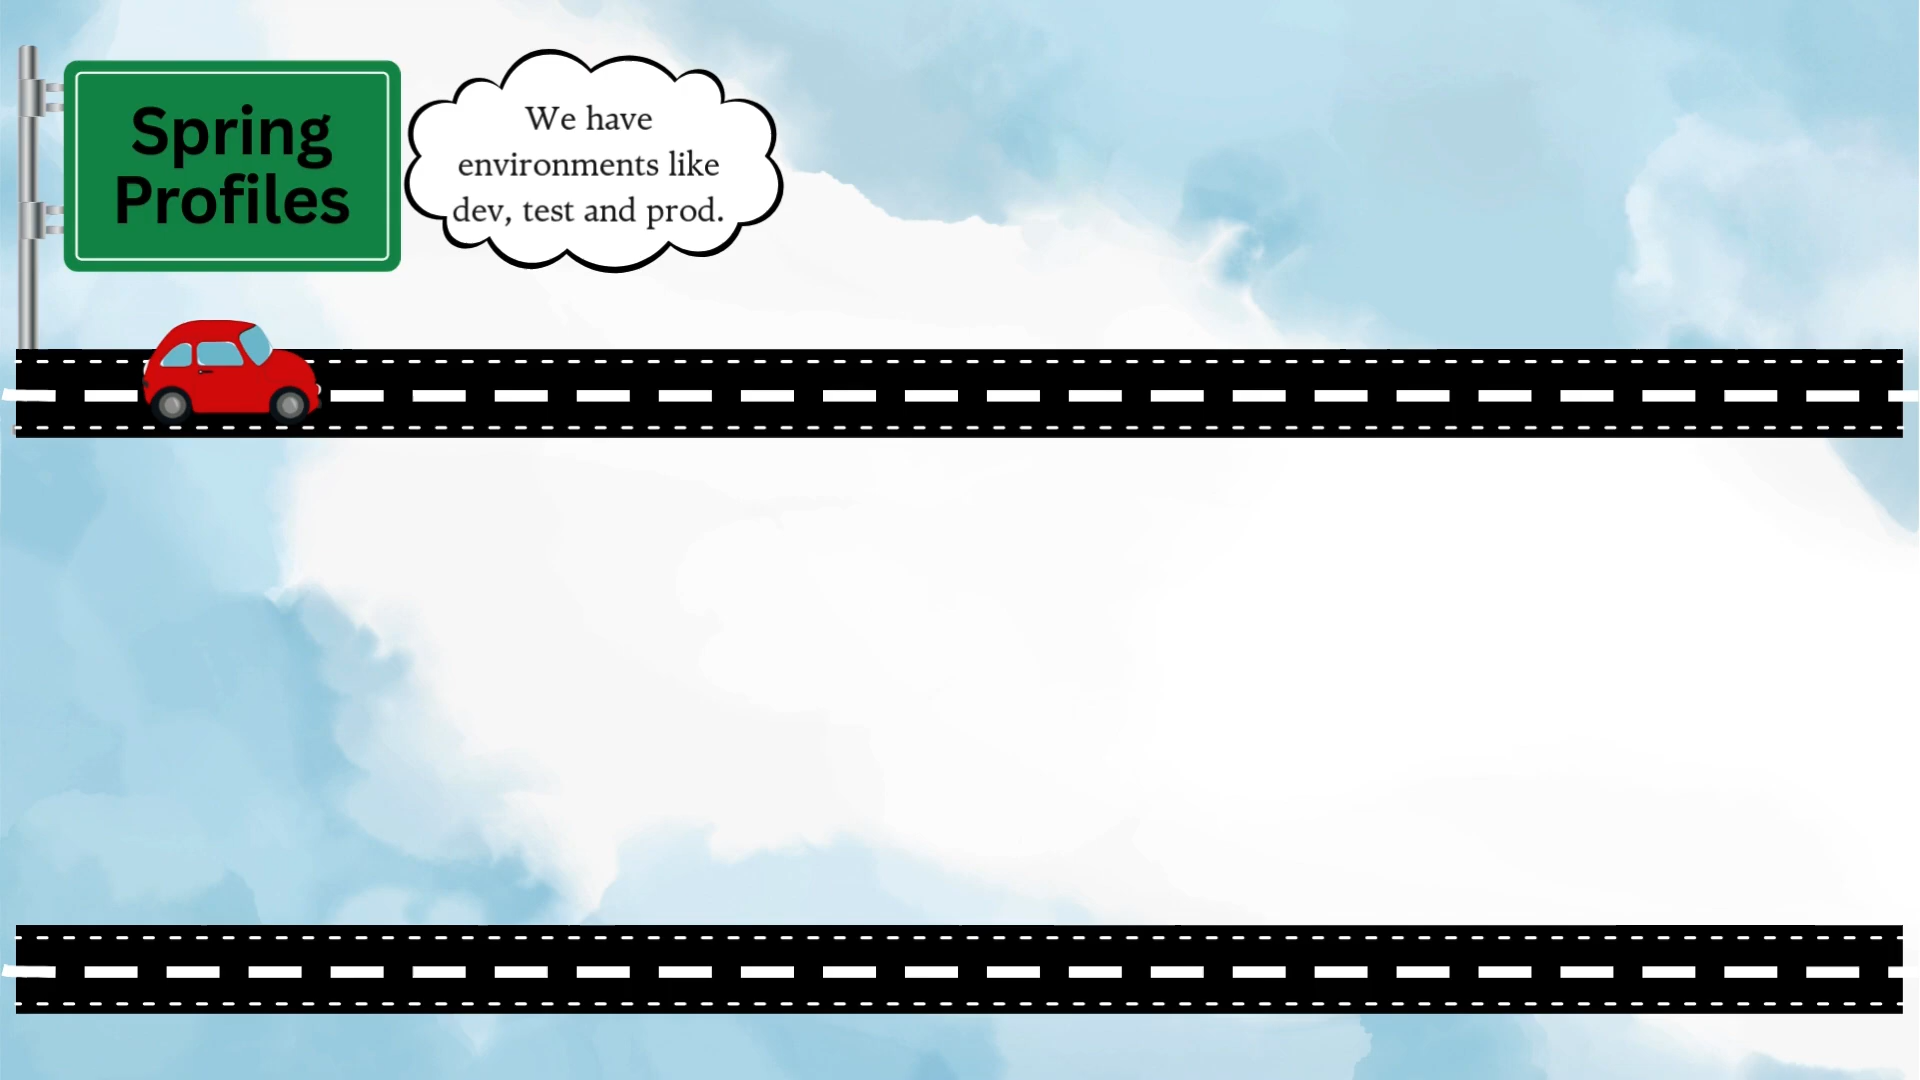 Spring
Profiles
We have
environments like
dev, test and prod.